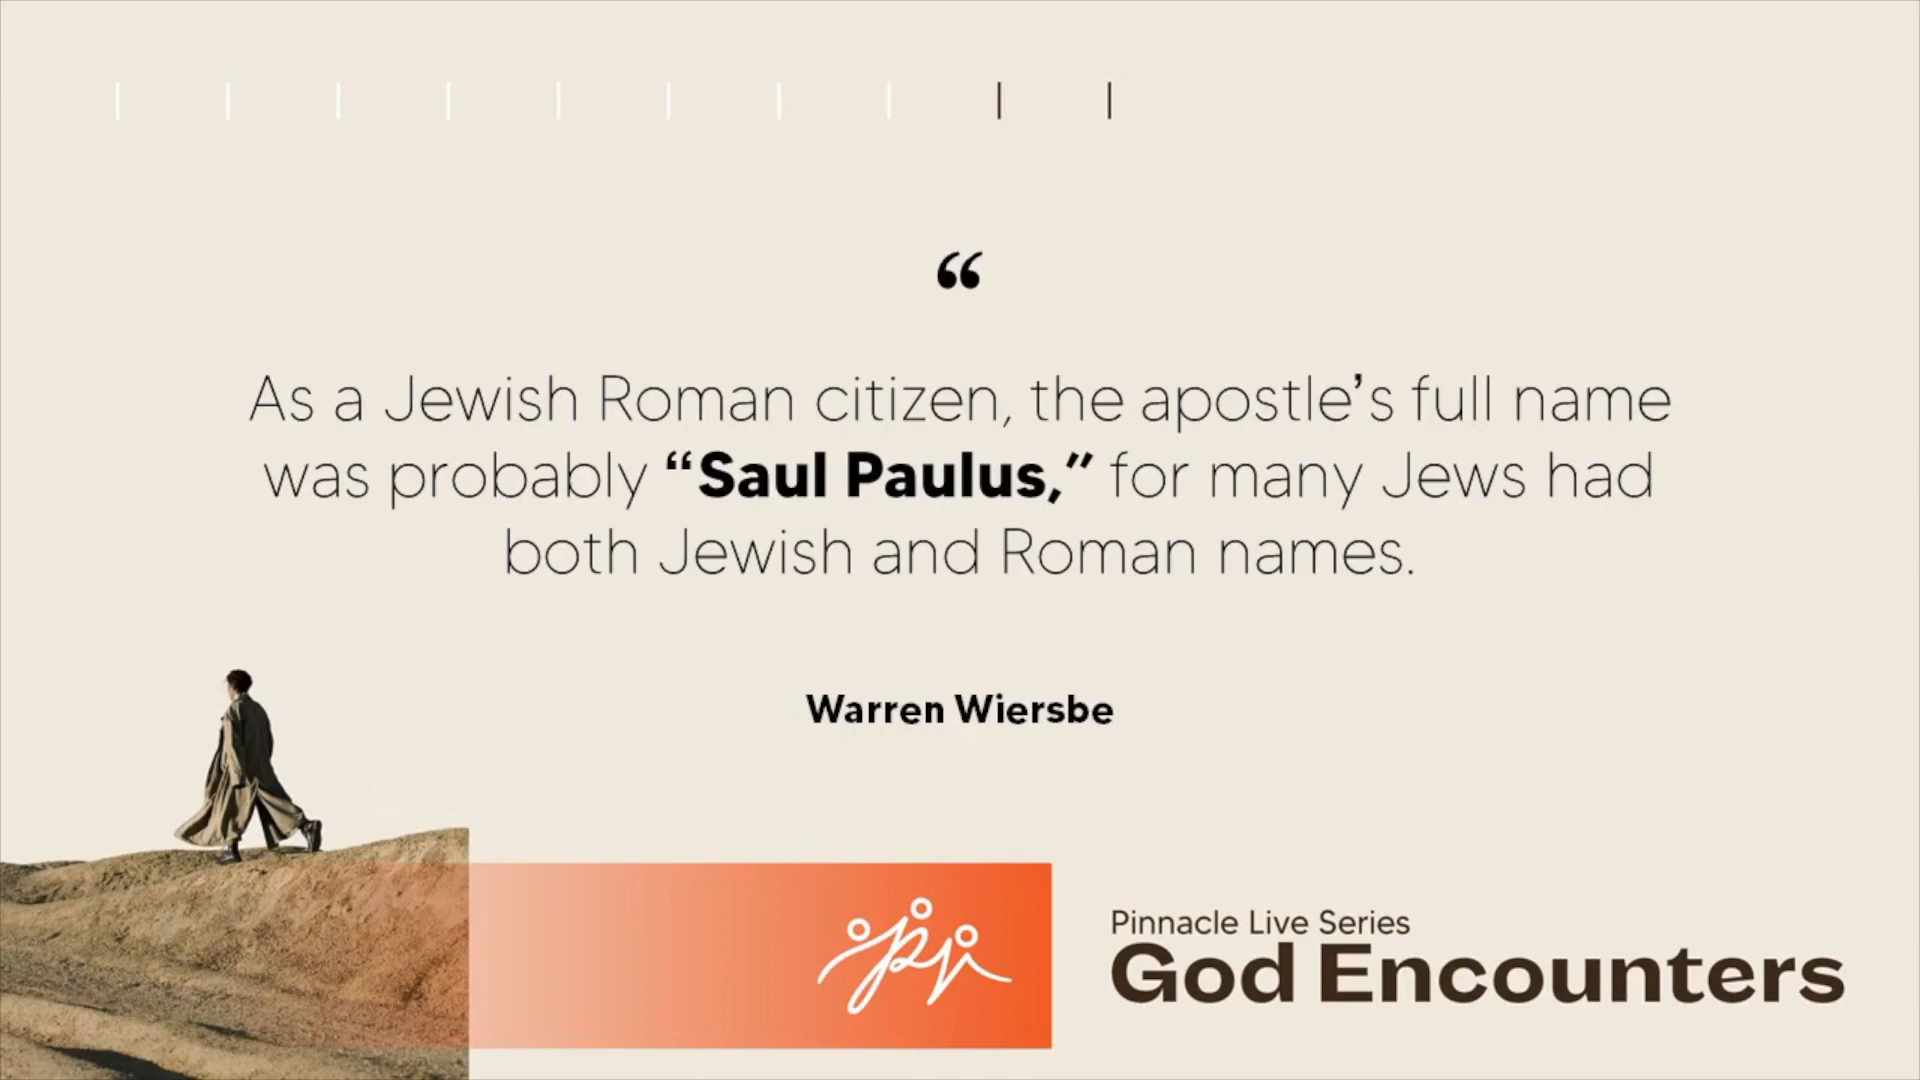 “
As a Jewish Roman citizen, the apostle’s full name
was probably “Saul Paulus,” for many Jews had
both Jewish and Roman names.
Warren Wiersbe
Pinnacle Live Series
God Encounters